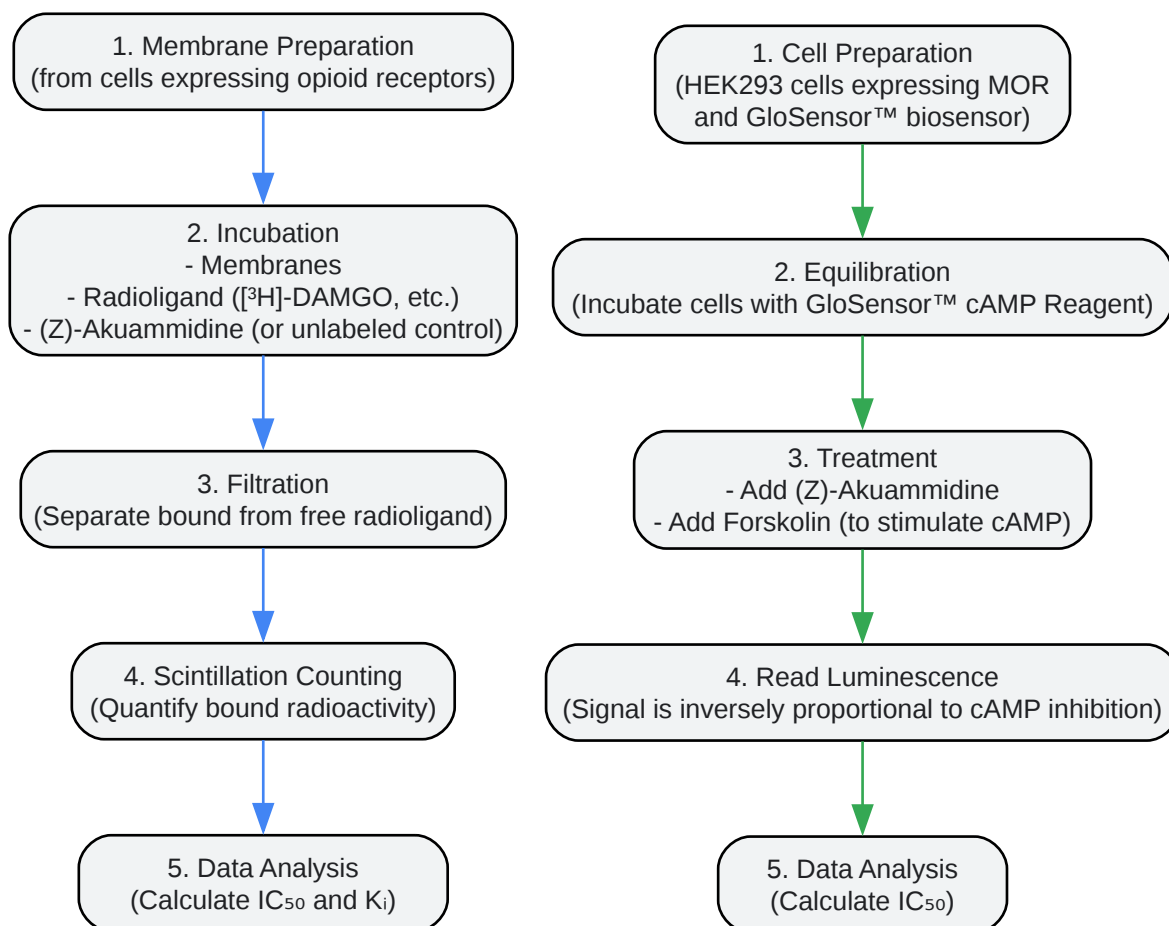 1. Membrane Preparation
(from cells expressing opioid receptors)
2. Incubation
- Membranes
- Radioligand ([³H]-DAMGO, etc.)
- (Z)-Akuammidine (or unlabeled control)
3. Filtration
(Separate bound from free radioligand)
4. Scintillation Counting
(Quantify bound radioactivity)
5. Data Analysis
(Calculate IC₅₀ and Kᵢ)
1. Cell Preparation
(HEK293 cells expressing MOR
and GloSensor™ biosensor)
2. Equilibration
(Incubate cells with GloSensor™ cAMP Reagent)
3. Treatment
- Add (Z)-Akuammidine
- Add Forskolin (to stimulate cAMP)
4. Read Luminescence
(Signal is inversely proportional to cAMP inhibition)
5. Data Analysis
(Calculate IC₅₀)